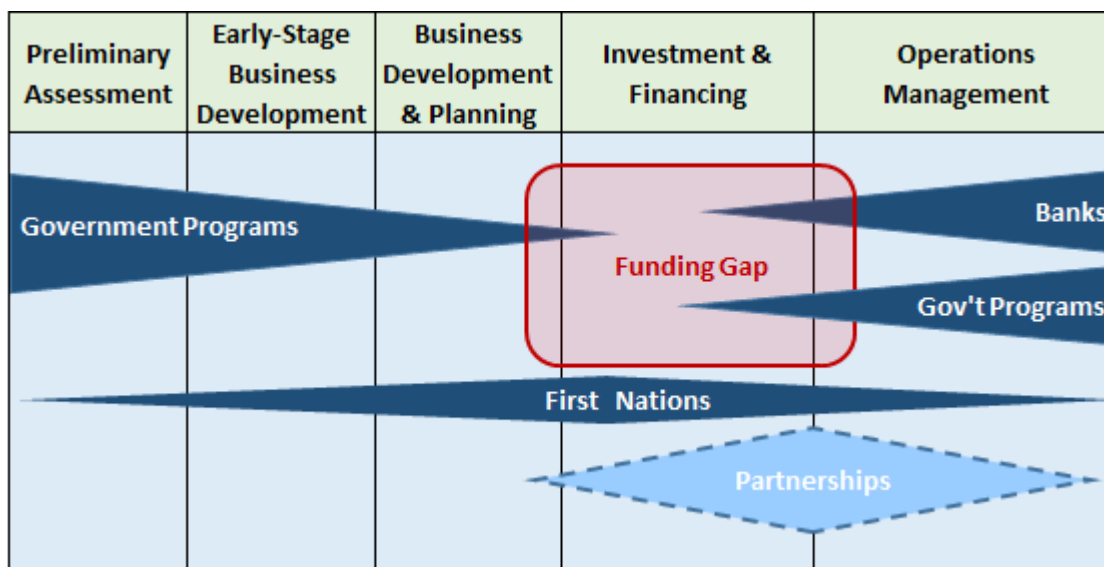 Preliminary
Assessment
Early-Stage
Business
Development
Business
Development
& Planning
Investment &
Financing
Operations
Management
Government Programs
Banks
Funding Gap
Gov't Programs
First Nations
Partnerships